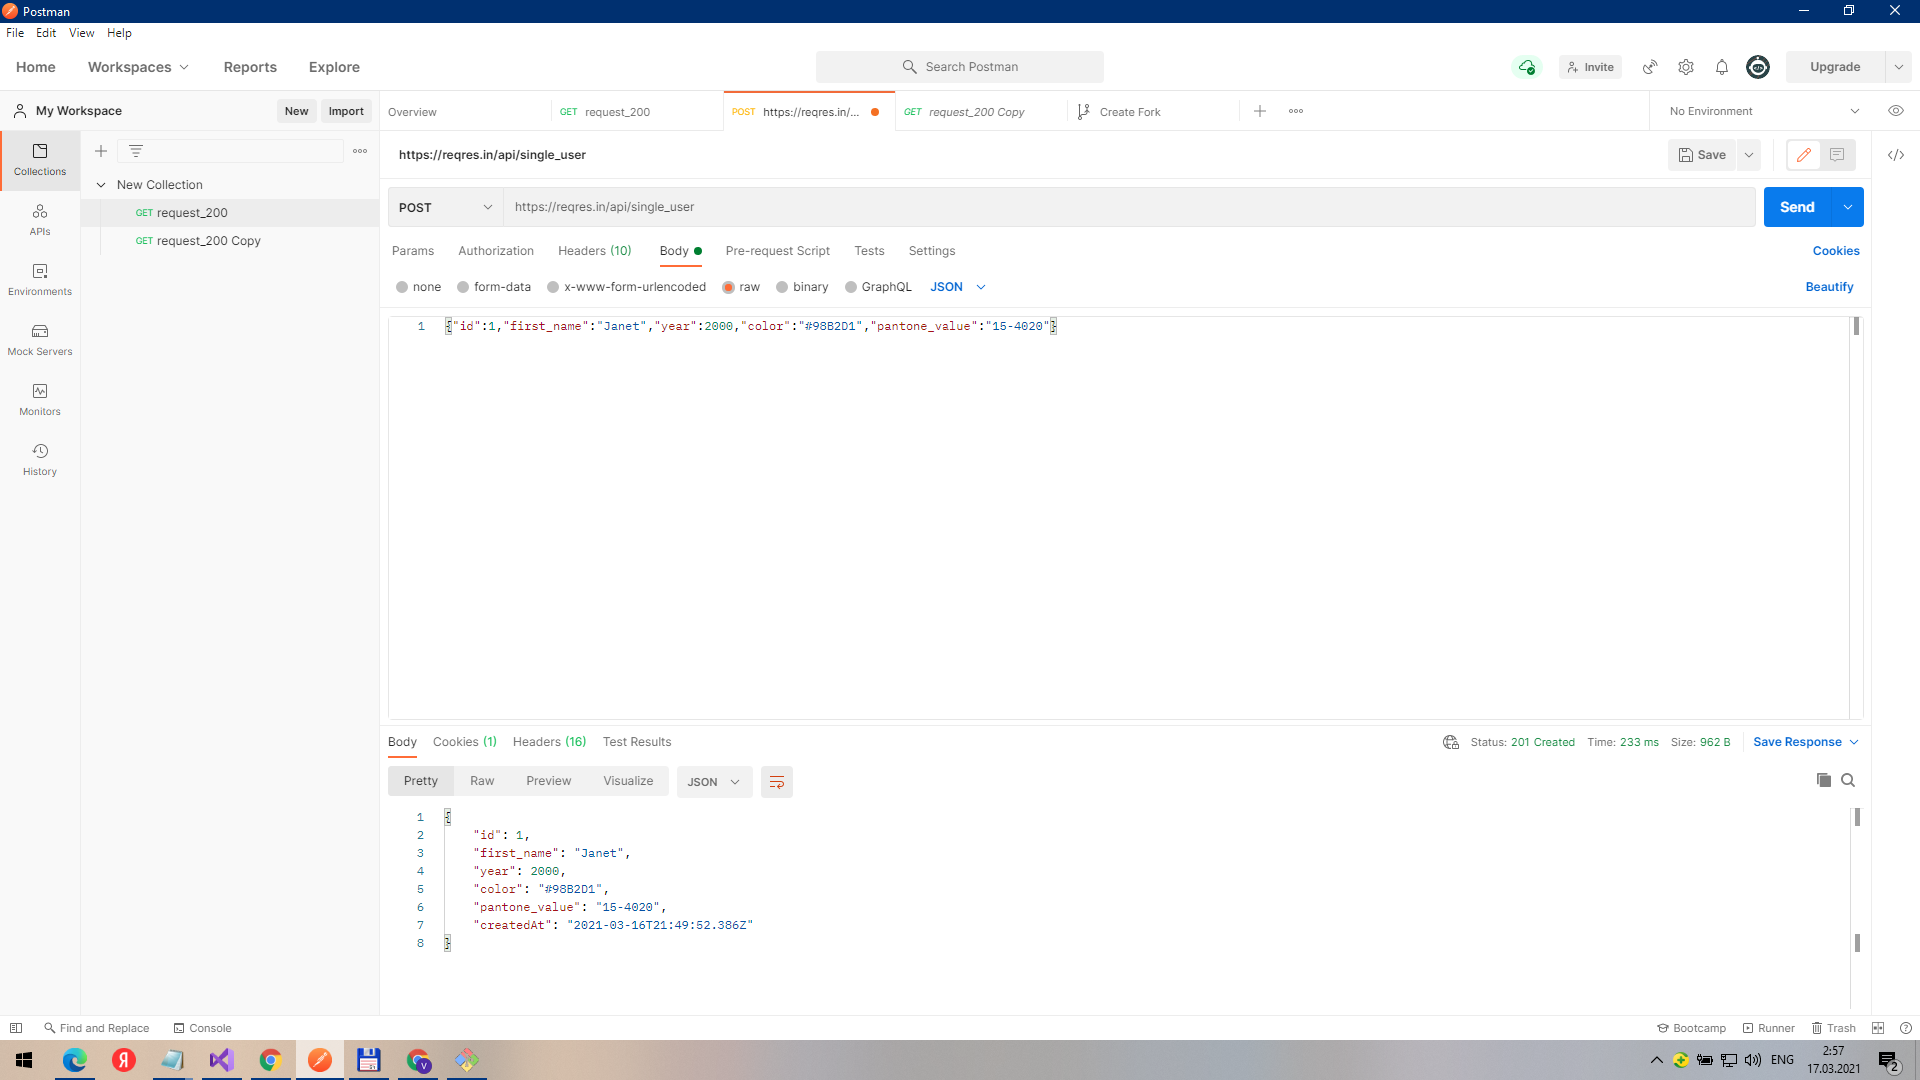 Postman
File Edit View Help
Home Workspaces Reports Explore
Search Postman
Invite
Upgrade
My Workspace
New Import
Overview
GET request_200
POST https://reqres.in/...
GET request_200 Copy
Create Fork
No Environment
Collections
APIs
Environments
Mock Servers
Monitors
History
New Collection
GET request_200
GET request_200 Copy
https://reqres.in/api/single_user
Save
POST https://reqres.in/api/single_user
Send
Params Authorization Headers (10) Body Pre-request Script Tests Settings
Cookies
none form-data x-www-form-urlencoded raw binary GraphQL JSON
Beautify
1 {"id":1,"first_name":"Janet","year":2000,"color":"#98B2D1","pantone_value":"15-4020"}
Body Cookies (1) Headers (16) Test Results
Status: 201 Created Time: 233 ms Size: 962 B Save Response
Pretty Raw Preview Visualize JSON
1 {
2 "id": 1,
3 "first_name": "Janet",
4 "year": 2000,
5 "color": "#98B2D1",
6 "pantone_value": "15-4020",
7 "createdAt": "2021-03-16T21:49:52.386Z"
8 }
Find and Replace Console
Bootcamp Runner Trash
Я
V
ENG
2:57
17.03.2021
2